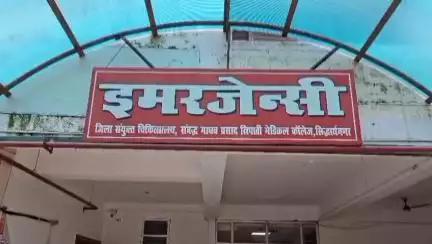 इमरजेन्सी
जिला संयुक्त चिकित्सालय, संबद्ध माधव प्रसाद त्रिपाठी मेडिकल कॉलेज,सिद्धार्थनगर